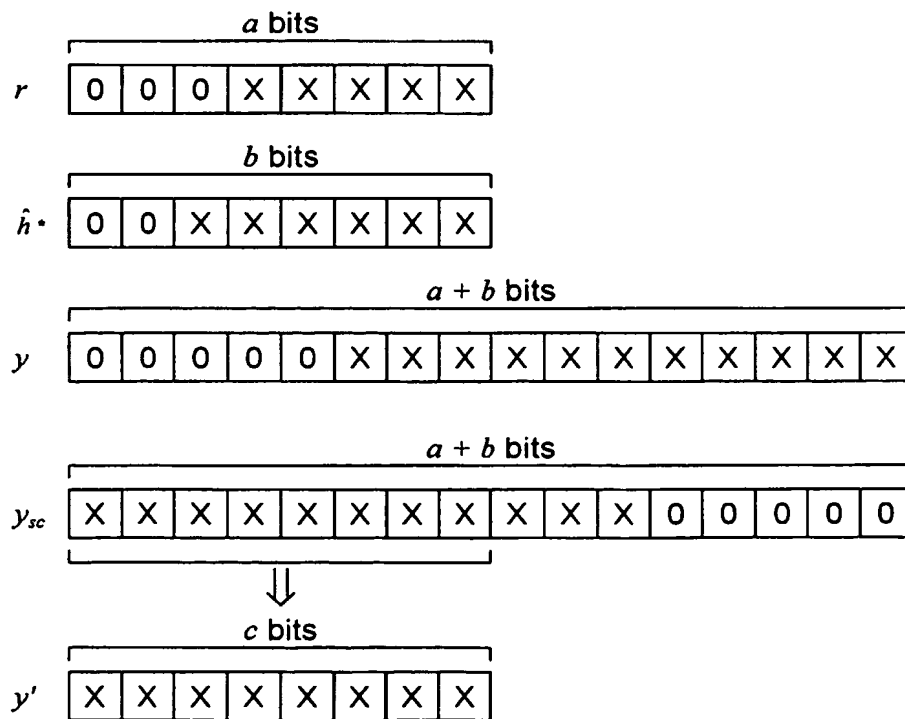 a bits
r 0 0 0 X X X X X
b bits
ĥ* 0 0 X X X X X X
a + b bits
y 0 0 0 0 0 X X X X X X X X X X X
a + b bits
y_sc X X X X X X X X X X X 0 0 0 0 0
⇓
c bits
y' X X X X X X X X